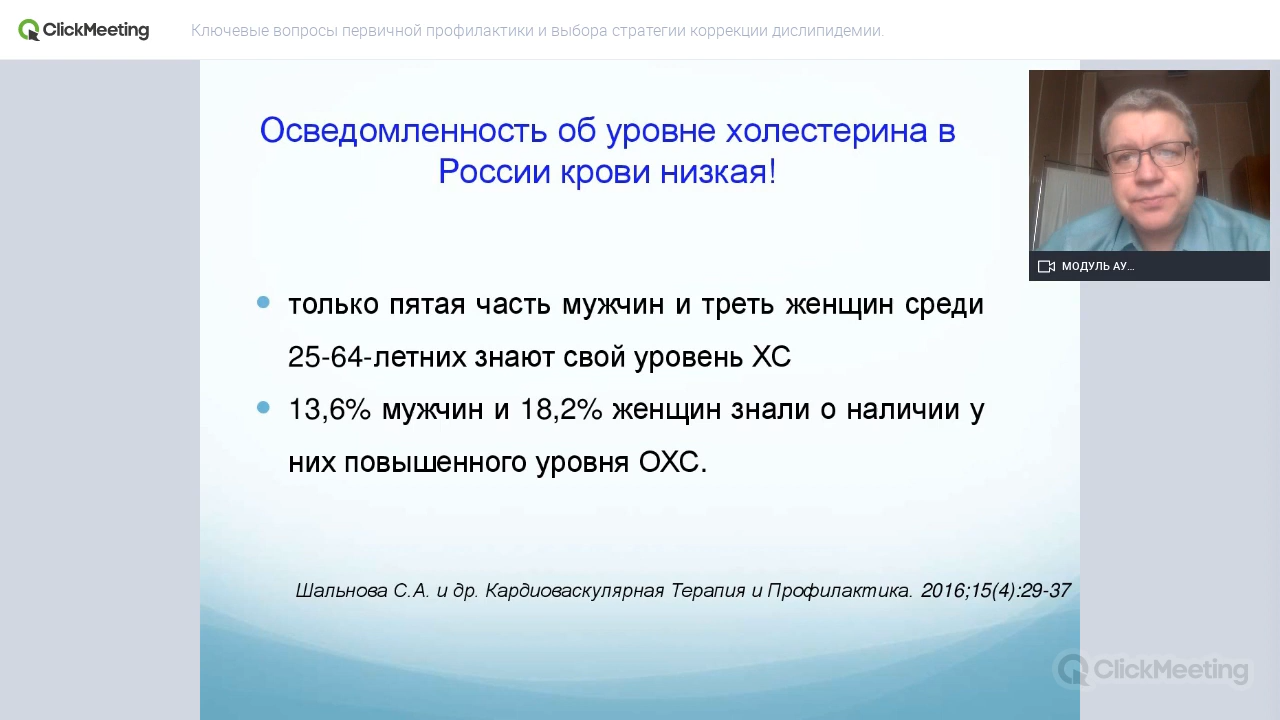 ClickMeeting
Ключевые вопросы первичной профилактики и выбора стратегии коррекции дислипидемии.
Осведомленность об уровне холестерина в
России крови низкая!
только пятая часть мужчин и треть женщин среди
25-64-летних знают свой уровень ХС
13,6% мужчин и 18,2% женщин знали о наличии у
них повышенного уровня ОХС.
Шальнова С.А. и др. Кардиоваскулярная Терапия и Профилактика. 2016;15(4):29-37
МОДУЛЬ АУ...
ClickMeeting